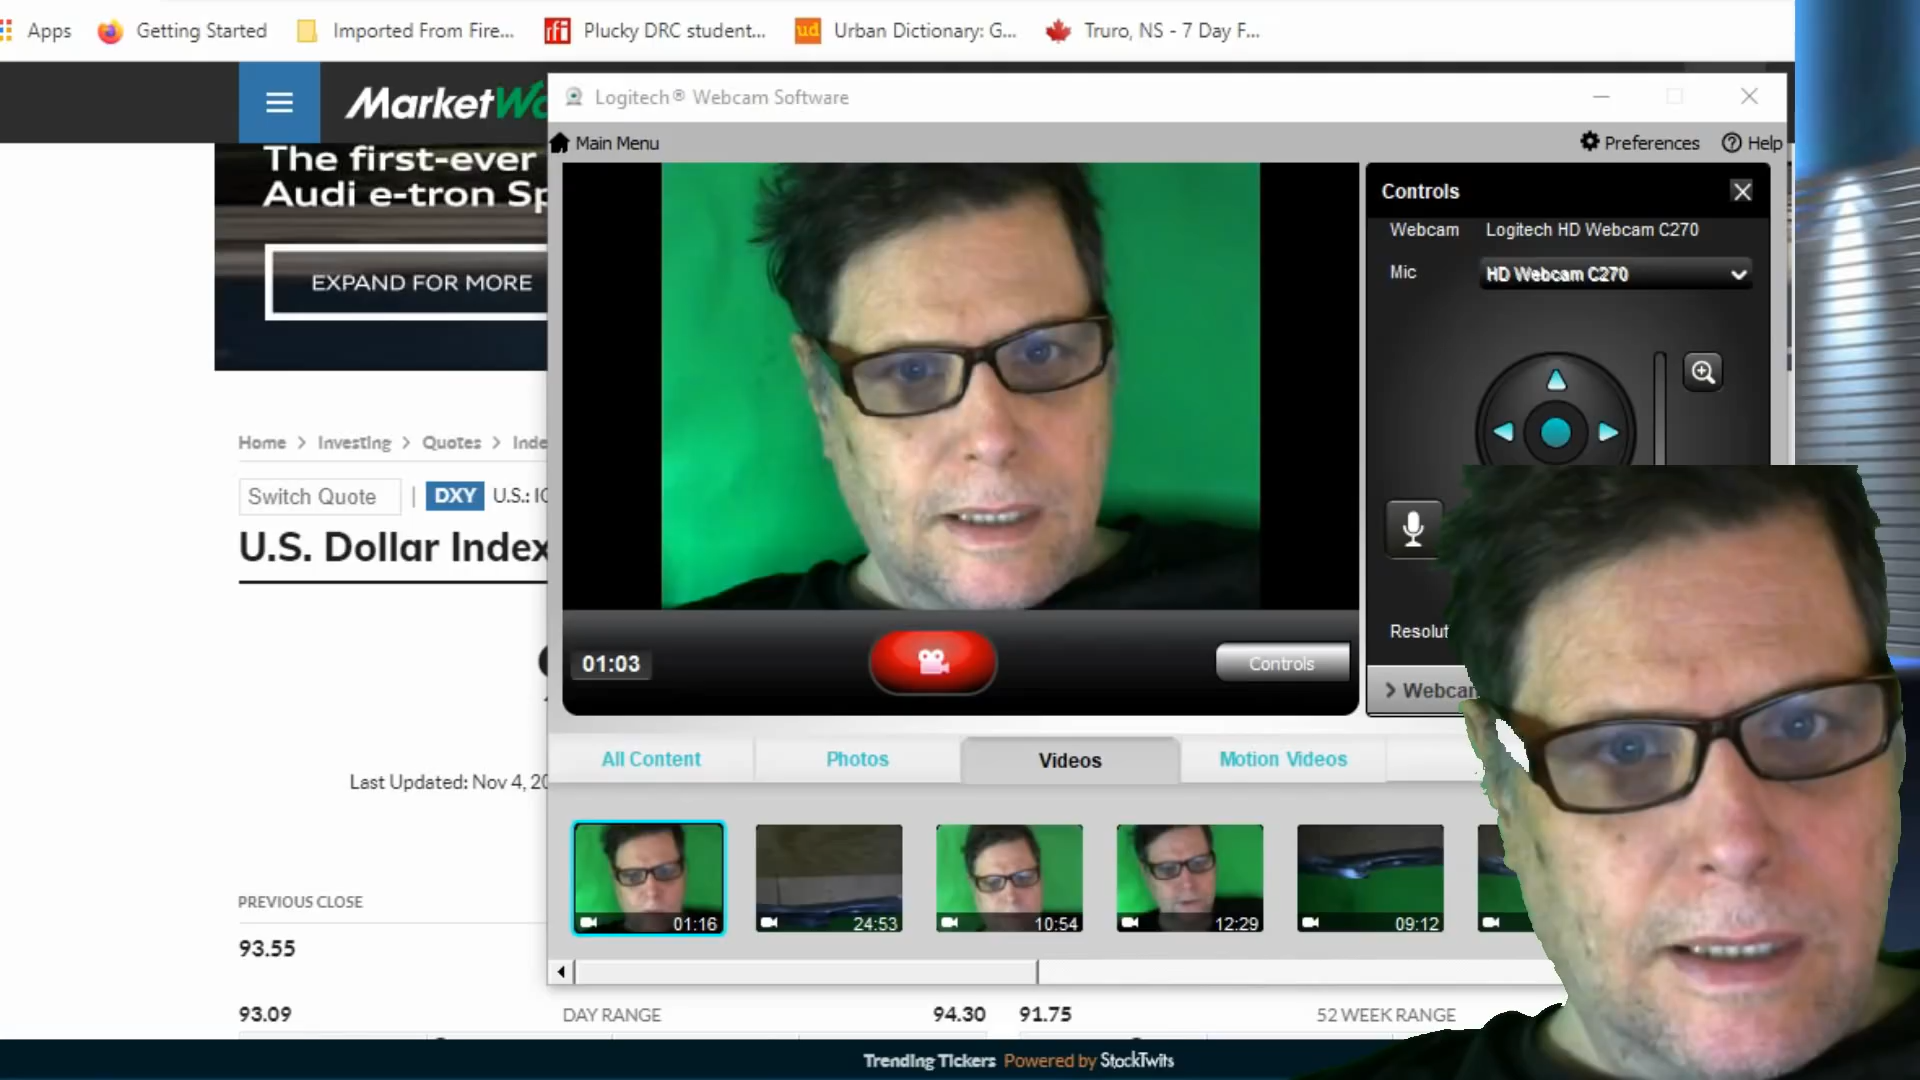 Apps Getting Started Imported From Fire... rfi Plucky DRC student... ud Urban Dictionary: G... Truro, NS - 7 Day F...
Logitech® Webcam Software
Main Menu Preferences Help
The first-ever
Audi e-tron
EXPAND FOR MORE
Controls
Webcam Logitech HD Webcam C270
Mic HD Webcam C270
Home > Investing > Quotes >
Switch Quote | DXY U.S.:
U.S. Dollar Index
01:03 Controls
All Content Photos Videos Motion Videos
Last Updated: Nov 4,
01:16 24:53 10:54 12:29 09:12
PREVIOUS CLOSE
93.55
93.09 DAY RANGE 94.30 91.75 52 WEEK RANGE
Trending Tickers Powered by StockTwits